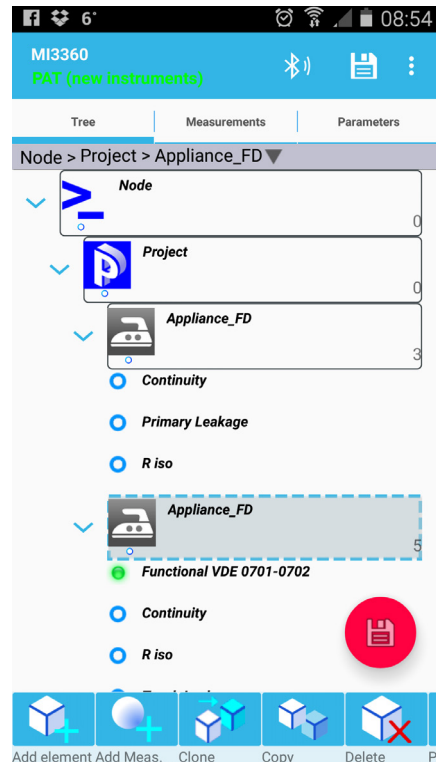 6°
08:54
MI3360
PAT (new instruments)
Tree
Measurements
Parameters
Node > Project > Appliance_FD
Node
0
Project
0
Appliance_FD
3
Continuity
Primary Leakage
R iso
Appliance_FD
5
Functional VDE 0701-0702
Continuity
R iso
Add element
Add Meas.
Clone
Copy
Delete
P